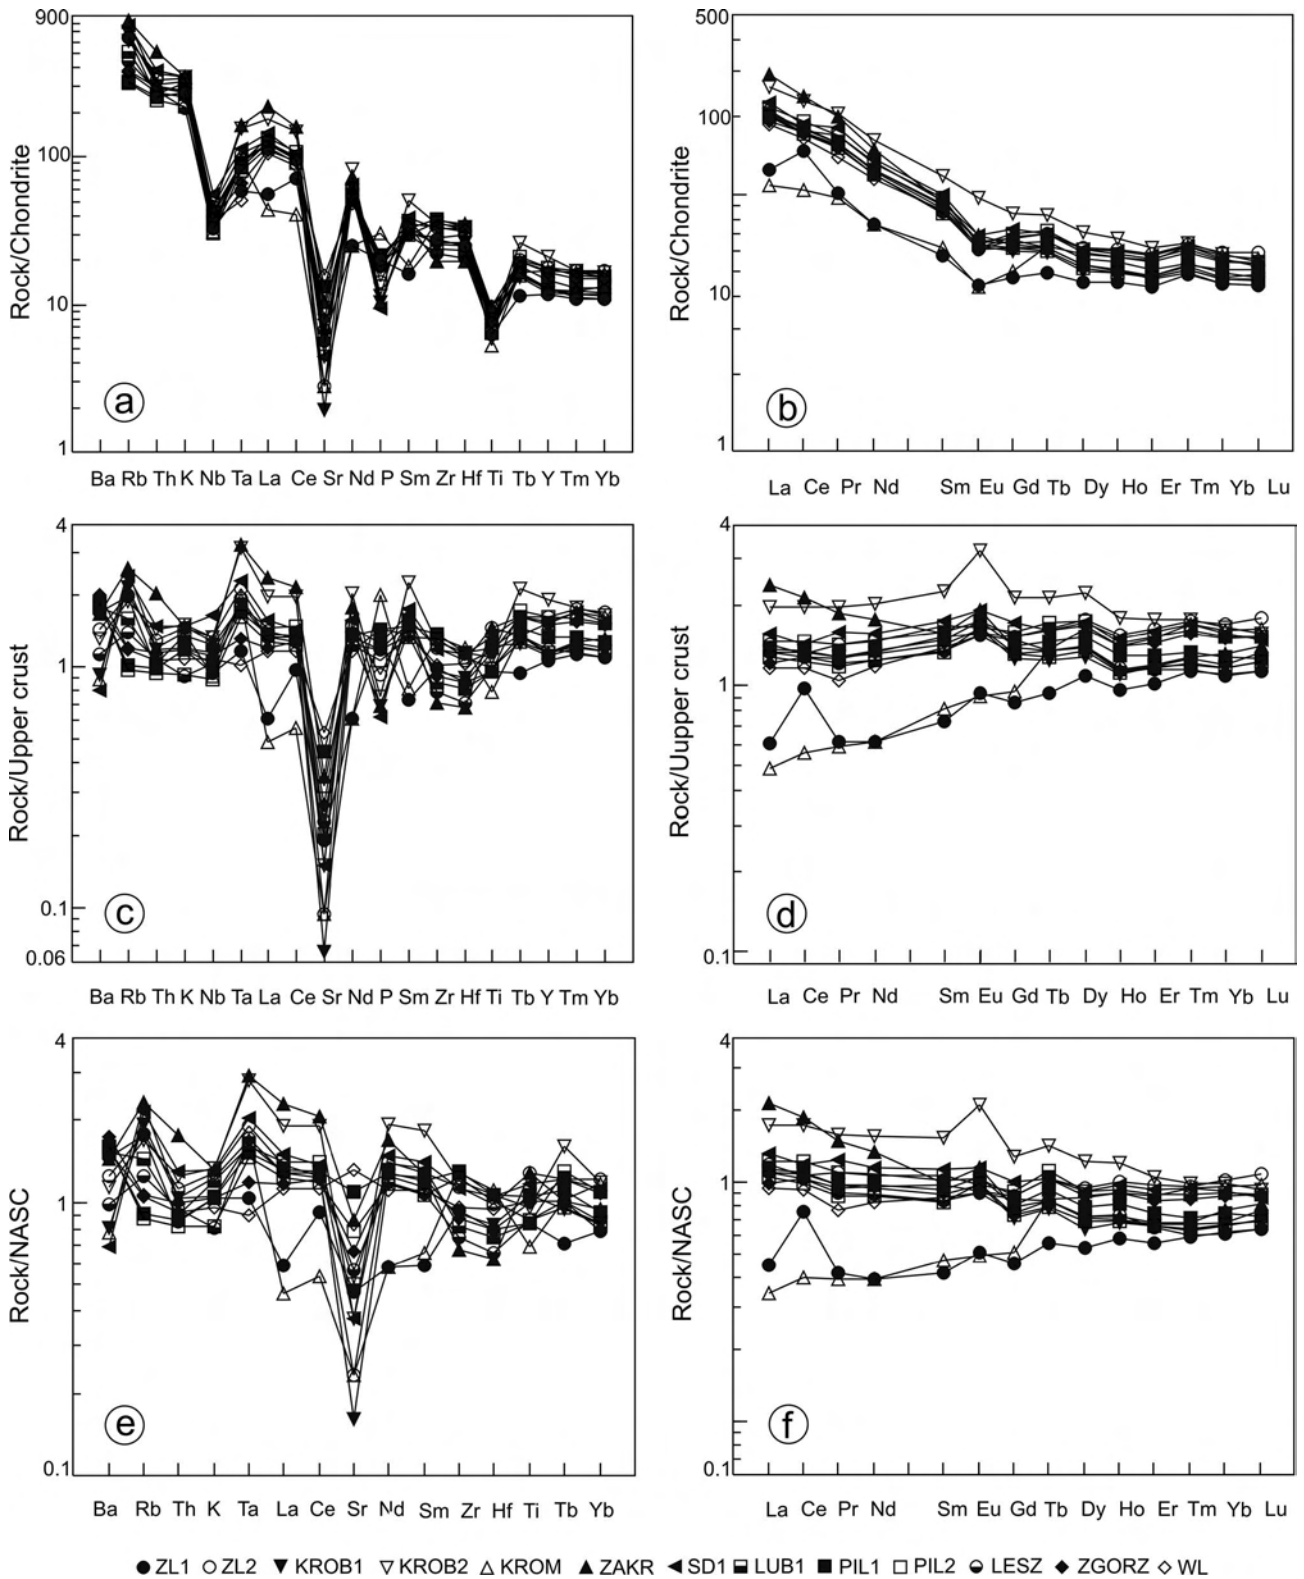 900
100
10
1
Rock/Chondrite
a
Ba Rb Th K Nb Ta La Ce Sr Nd P Sm Zr Hf Ti Tb Y Tm Yb
500
100
10
1
Rock/Chondrite
b
La Ce Pr Nd Sm Eu Gd Tb Dy Ho Er Tm Yb Lu
4
1
0.1
0.06
Rock/Upper crust
c
Ba Rb Th K Nb Ta La Ce Sr Nd P Sm Zr Hf Ti Tb Y Tm Yb
4
1
0.1
Rock/Uupper crust
d
La Ce Pr Nd Sm Eu Gd Tb Dy Ho Er Tm Yb Lu
4
1
0.1
Rock/NASC
e
Ba Rb Th K Ta La Ce Sr Nd Sm Zr Hf Ti Tb Yb
4
1
0.1
0.1
Rock/NASC
f
La Ce Pr Nd Sm Eu Gd Tb Dy Ho Er Tm Yb Lu
ZL1 ZL2 KROB1 KROB2 KROM ZAKR SD1 LUB1 PIL1 PIL2 LESZ ZGORZ WL